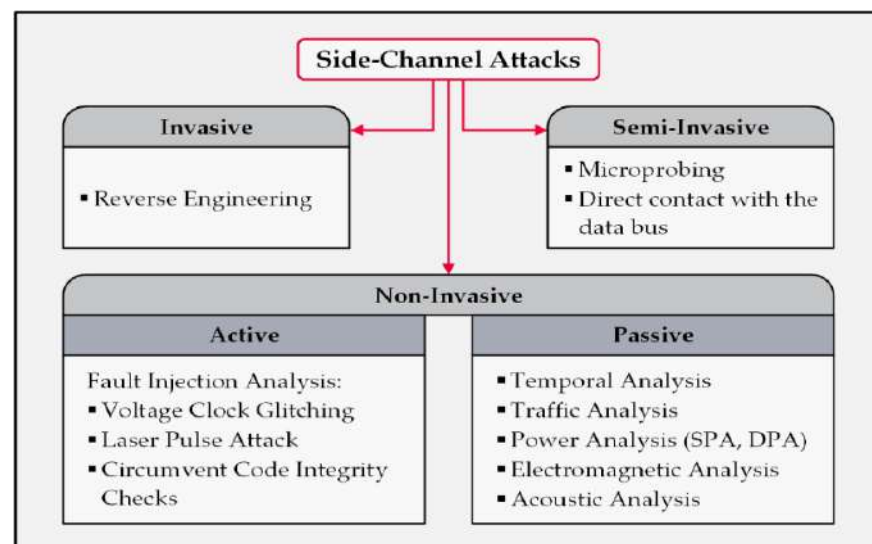 Side-Channel Attacks
Invasive
▪ Reverse Engineering
Semi-Invasive
▪ Microprobing
▪ Direct contact with the
data bus
Non-Invasive
Active
Fault Injection Analysis:
▪ Voltage Clock Glitching
▪ Laser Pulse Attack
▪ Circumvent Code Integrity
Checks
Passive
▪ Temporal Analysis
▪ Traffic Analysis
▪ Power Analysis (SPA, DPA)
▪ Electromagnetic Analysis
▪ Acoustic Analysis